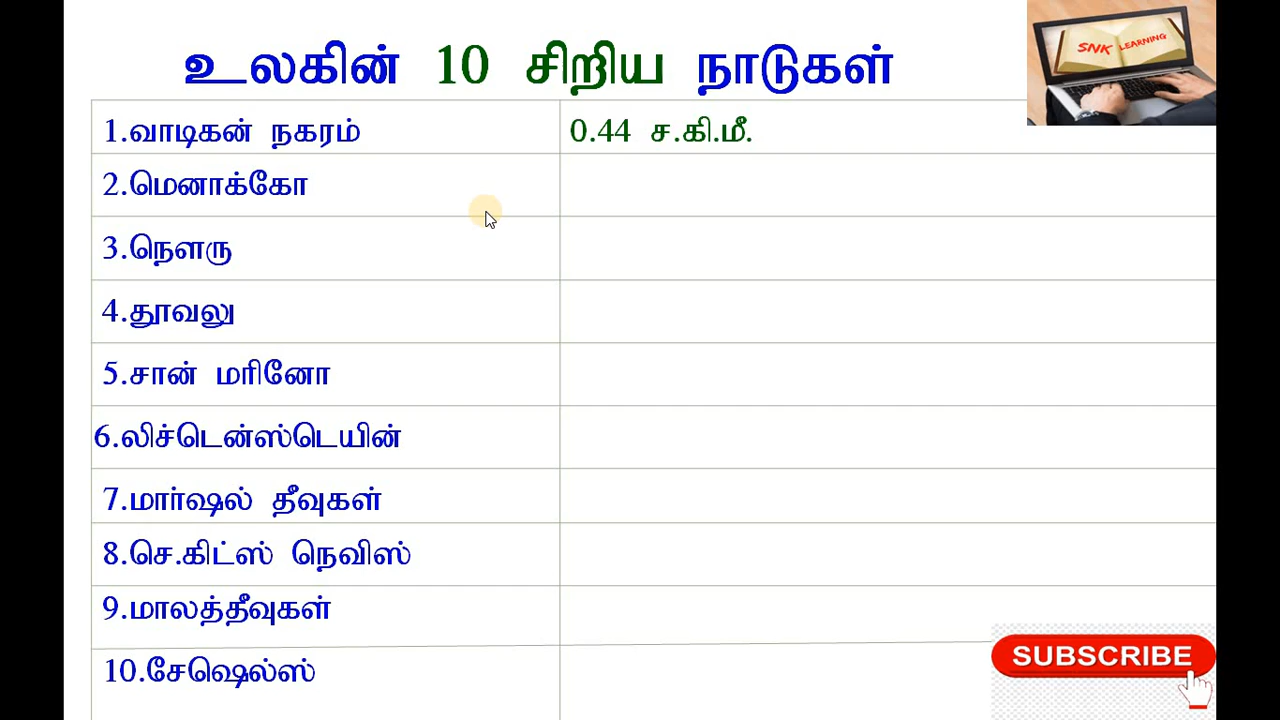 உலகின் 10 சிறிய நாடுகள்
SNK LEARNING
1.வாடிகன் நகரம் 0.44 ச.கி.மீ.
2.மெனாக்கோ
3.நௌரு
4.தூவலு
5.சான் மரினோ
6.லிச்டென்ஸ்டெயின்
7.மார்ஷல் தீவுகள்
8.செ.கிட்ஸ் நெவிஸ்
9.மாலத்தீவுகள்
10.சேஷெல்ஸ்
SUBSCRIBE